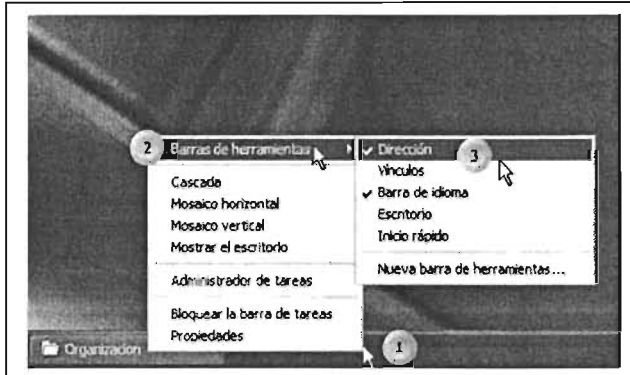 2
Barras de herramientas
Cascada
Mosaico horizontal
Mosaico vertical
Mostrar el escritorio
Administrador de tareas
Bloquear la barra de tareas
Propiedades
Dirección
3
Vínculos
Barra de idioma
Escritorio
Inicio rápido
Nueva barra de herramientas...
Organizacion
1